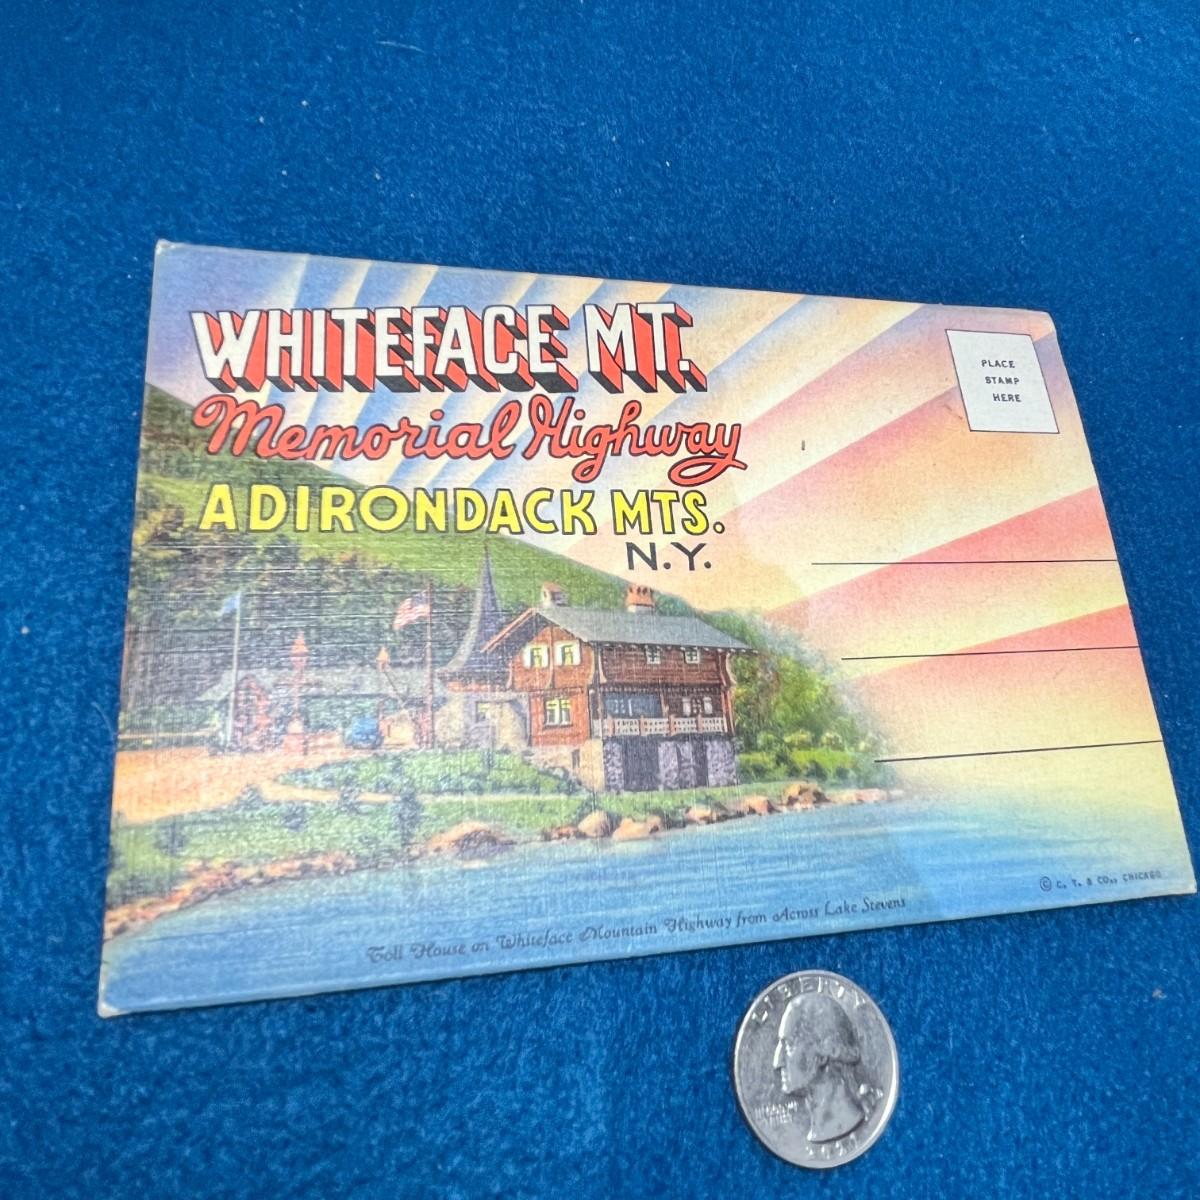 WHITEFACE MT.
Memorial Highway
ADIRONDACK MTS.
N.Y.
PLACE
STAMP
HERE
© C. T. & CO., CHICAGO
Toll House on Whiteface Mountain Highway from Across Lake Stevens
LIBERTY